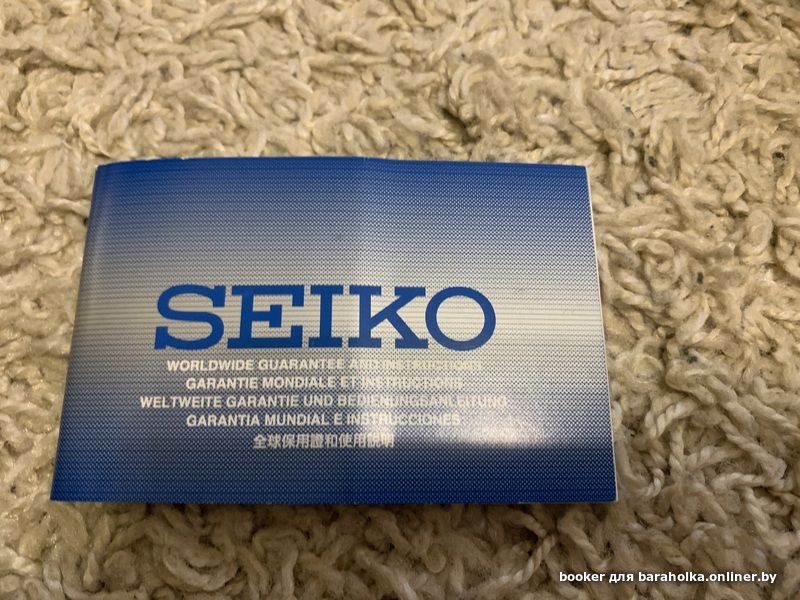 SEIKO
WORLDWIDE GUARANTEE AND INSTRUCTIONS
GARANTIE MONDIALE ET INSTRUCTIONS
WELTWEITE GARANTIE UND BEDIENUNGSANLEITUNG
GARANTIA MUNDIAL E INSTRUCCIONES
全球保用證和使用説明
booker для baraholka.onliner.by